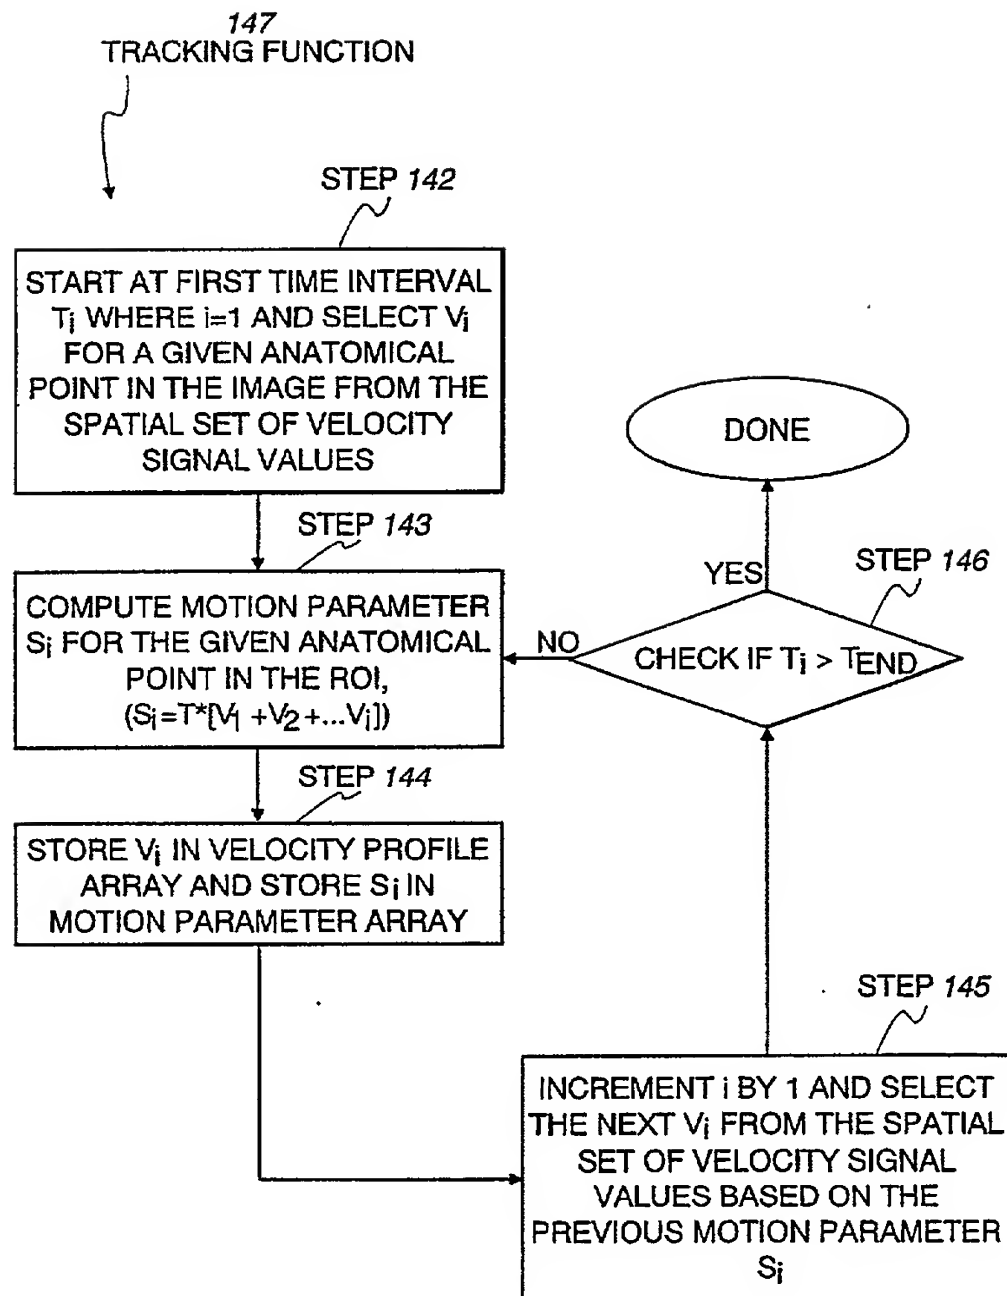 147
TRACKING FUNCTION
STEP 142
START AT FIRST TIME INTERVAL
Ti WHERE i=1 AND SELECT Vi
FOR A GIVEN ANATOMICAL
POINT IN THE IMAGE FROM THE
SPATIAL SET OF VELOCITY
SIGNAL VALUES
STEP 143
COMPUTE MOTION PARAMETER
Si FOR THE GIVEN ANATOMICAL
POINT IN THE ROI,
(Si=T*[V1 +V2 +...Vi])
STEP 144
STORE Vi IN VELOCITY PROFILE
ARRAY AND STORE Si IN
MOTION PARAMETER ARRAY
STEP 145
INCREMENT i BY 1 AND SELECT
THE NEXT Vi FROM THE SPATIAL
SET OF VELOCITY SIGNAL
VALUES BASED ON THE
PREVIOUS MOTION PARAMETER
Si
STEP 146
CHECK IF Ti > TEND
NO
YES
DONE